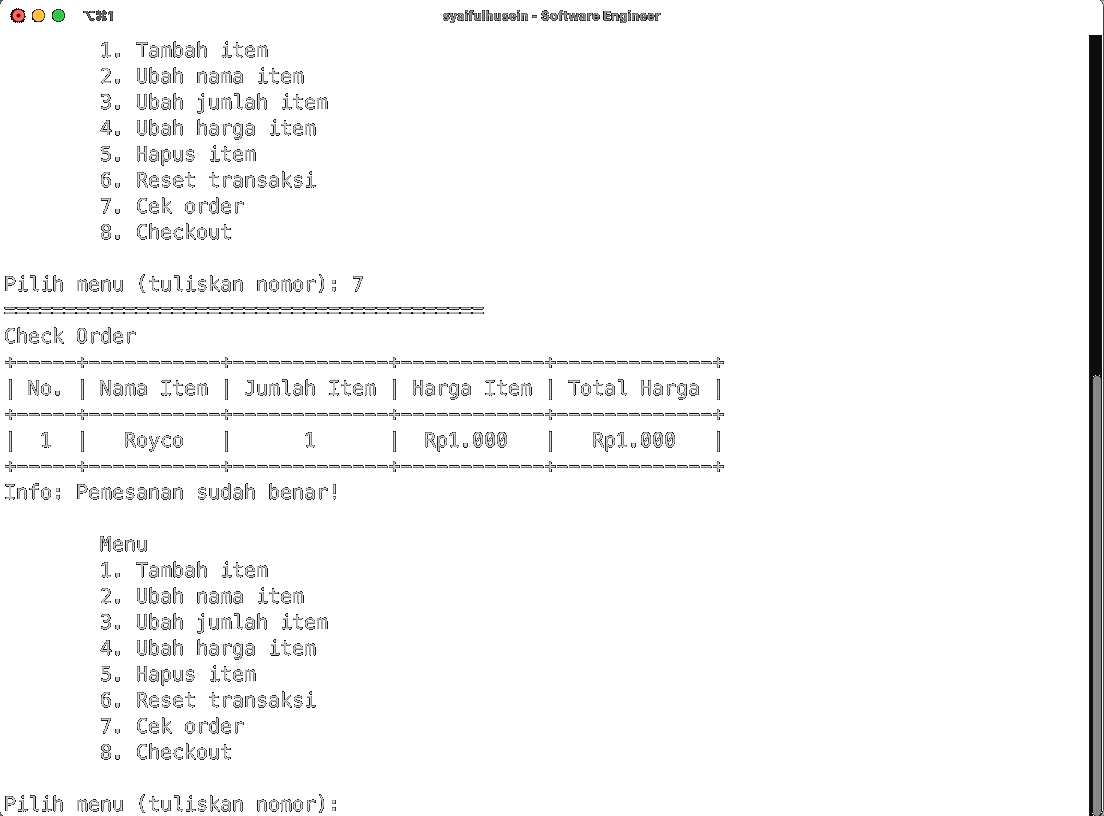 ⌥⌘1 syaifulhusein - Software Engineer
1. Tambah item
2. Ubah nama item
3. Ubah jumlah item
4. Ubah harga item
5. Hapus item
6. Reset transaksi
7. Cek order
8. Checkout
Pilih menu (tuliskan nomor): 7
========================================
Check Order
+-----+-----------+-------------+------------+-------------+
| No. | Nama Item | Jumlah Item | Harga Item | Total Harga |
+-----+-----------+-------------+------------+-------------+
| 1 | Royco | 1 | Rp1.000 | Rp1.000 |
+-----+-----------+-------------+------------+-------------+
Info: Pemesanan sudah benar!
Menu
1. Tambah item
2. Ubah nama item
3. Ubah jumlah item
4. Ubah harga item
5. Hapus item
6. Reset transaksi
7. Cek order
8. Checkout
Pilih menu (tuliskan nomor):